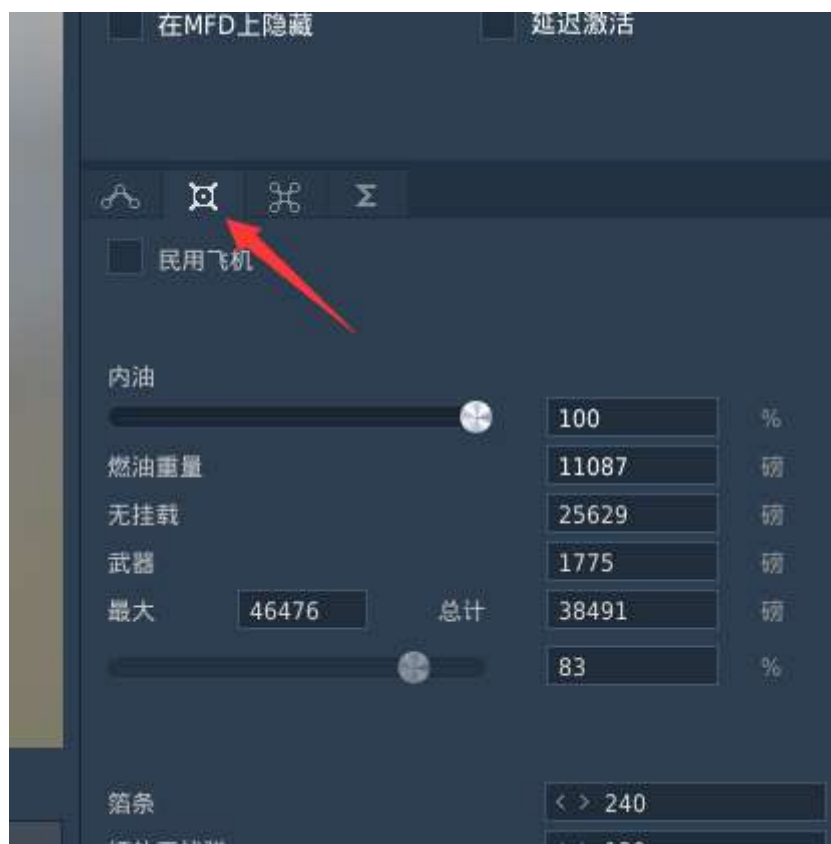 在MFD上隐藏 延迟激活
Σ
民用飞机
内油
100 %
燃油重量 11087 磅
无挂载 25629 磅
武器 1775 磅
最大 46476 总计 38491 磅
83 %
箔条 < > 240